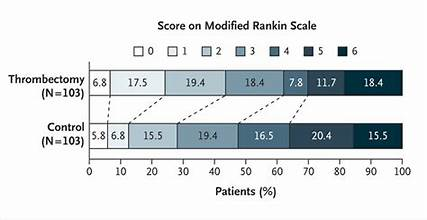 Score on Modified Rankin Scale
0 1 2 3 4 5 6
Thrombectomy
(N=103)
6.8 17.5 19.4 18.4 7.8 11.7 18.4
Control
(N=103)
5.8 6.8 15.5 19.4 16.5 20.4 15.5
0 10 20 30 40 50 60 70 80 90 100
Patients (%)